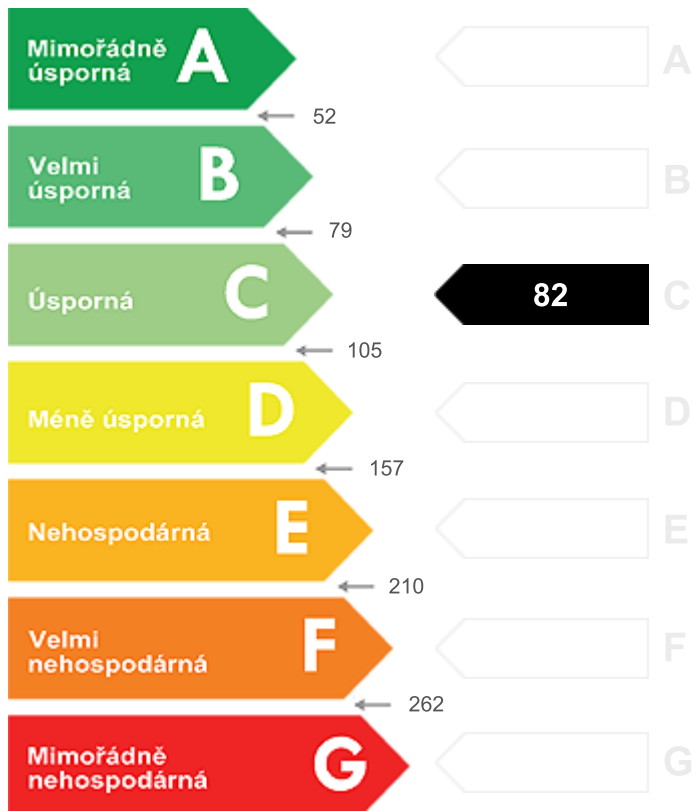 Mimořádně
úsporná
A
A
52
Velmi
úsporná
B
B
79
Úsporná
C
82
C
105
Méně úsporná
D
D
157
Nehospodárná
E
E
210
Velmi
nehospodárná
F
F
262
Mimořádně
nehospodárná
G
G